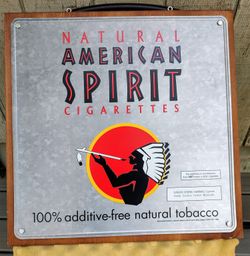 NATURAL
AMERICAN
SPIRIT
CIGARETTES
100% additive-free natural tobacco